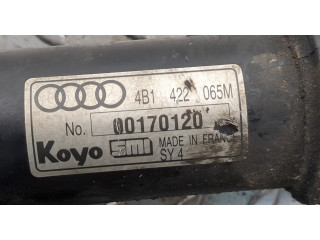 4B1 422 065M
No. 00170120
Koyo SMI MADE IN FRANCE
SY 4